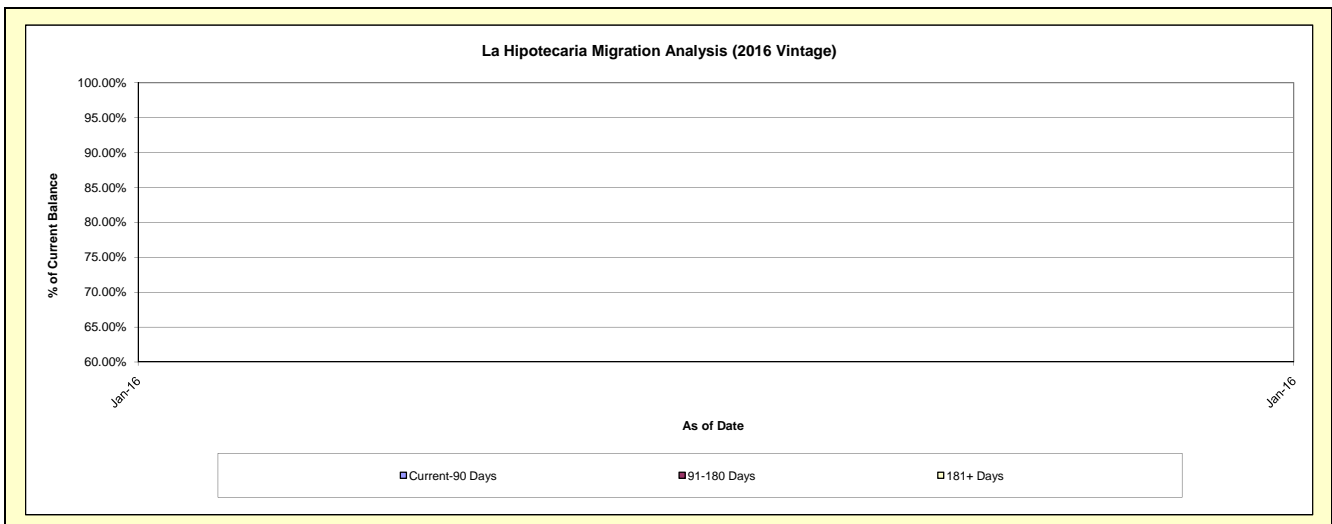 La Hipotecaria Migration Analysis (2016 Vintage)
100.00%
95.00%
90.00%
85.00%
80.00%
75.00%
70.00%
65.00%
60.00%
% of Current Balance
Jan-16
Jan-16
As of Date
Current-90 Days
91-180 Days
181+ Days